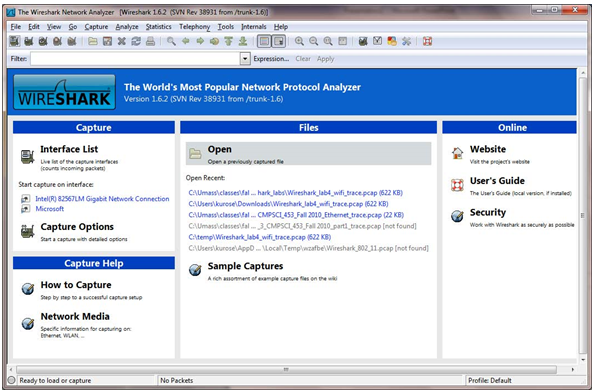 The Wireshark Network Analyzer [Wireshark 1.6.2 (SVN Rev 38931 from /trunk-1.6)]
File Edit View Go Capture Analyze Statistics Telephony Tools Internals Help
Filter: Expression... Clear Apply
WIRESHARK
The World's Most Popular Network Protocol Analyzer
Version 1.6.2 (SVN Rev 38931 from /trunk-1.6)
Capture
Interface List
Live list of the capture interfaces
(counts incoming packets)
Start capture on interface:
Intel(R) 82567LM Gigabit Network Connection
Microsoft
Capture Options
Start a capture with detailed options
Capture Help
How to Capture
Step by step to a successful capture setup
Network Media
Specific information for capturing on:
Ethernet, WLAN, ...
Files
Open
Open a previously captured file
Open Recent:
C:\Umass\classes\fal ... hark_labs\Wireshark_lab4_wifi_trace.pcap (622 KB)
C:\Users\kurose\Downloads\Wireshark_lab4_wifi_trace.pcap (622 KB)
C:\Umass\classes\fal ... CMPSCI_453_Fall 2010_Ethernet_trace.pcap (22 KB)
C:\Umass\classes\fal ... _3_CMPSCI_453_Fall 2010_part1_trace.pcap [not found]
C:\temp\Wireshark_lab4_wifi_trace.pcap (622 KB)
C:\Users\kurose\AppD ... \Local\Temp\wzafbe\Wireshark_802_11.pcap [not found]
Sample Captures
A rich assortment of example capture files on the wiki
Online
Website
Visit the project's website
User's Guide
The User's Guide (local version, if installed)
Security
Work with Wireshark as securely as possible
Ready to load or capture
No Packets
Profile: Default